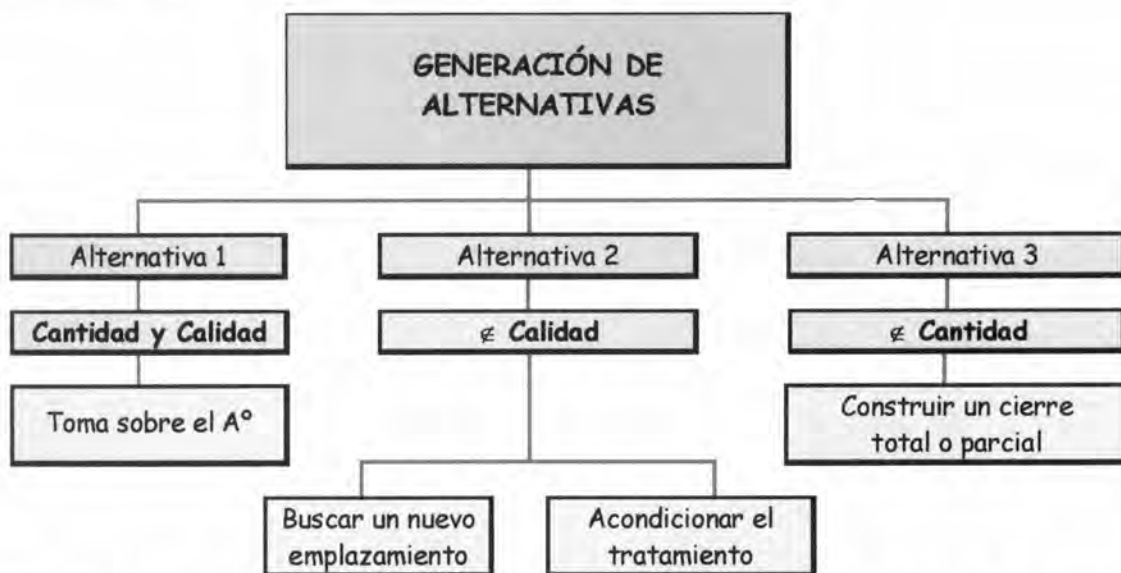 GENERACIÓN DE
ALTERNATIVAS
Alternativa 1
Alternativa 2
Alternativa 3
Cantidad y Calidad
∉ Calidad
∉ Cantidad
Toma sobre el Aº
Construir un cierre
total o parcial
Buscar un nuevo
emplazamiento
Acondicionar el
tratamiento